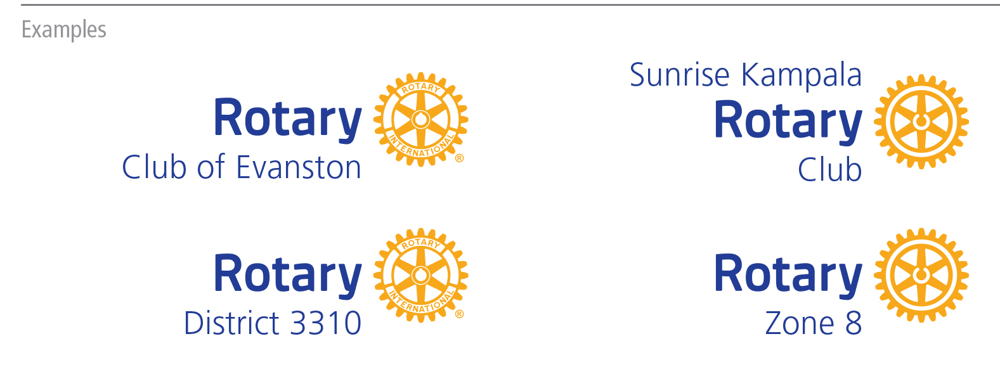 Examples
Rotary
Club of Evanston
ROTARY
INTERNATIONAL
®
Sunrise Kampala
Rotary
Club
Rotary
District 3310
ROTARY
INTERNATIONAL
®
Rotary
Zone 8